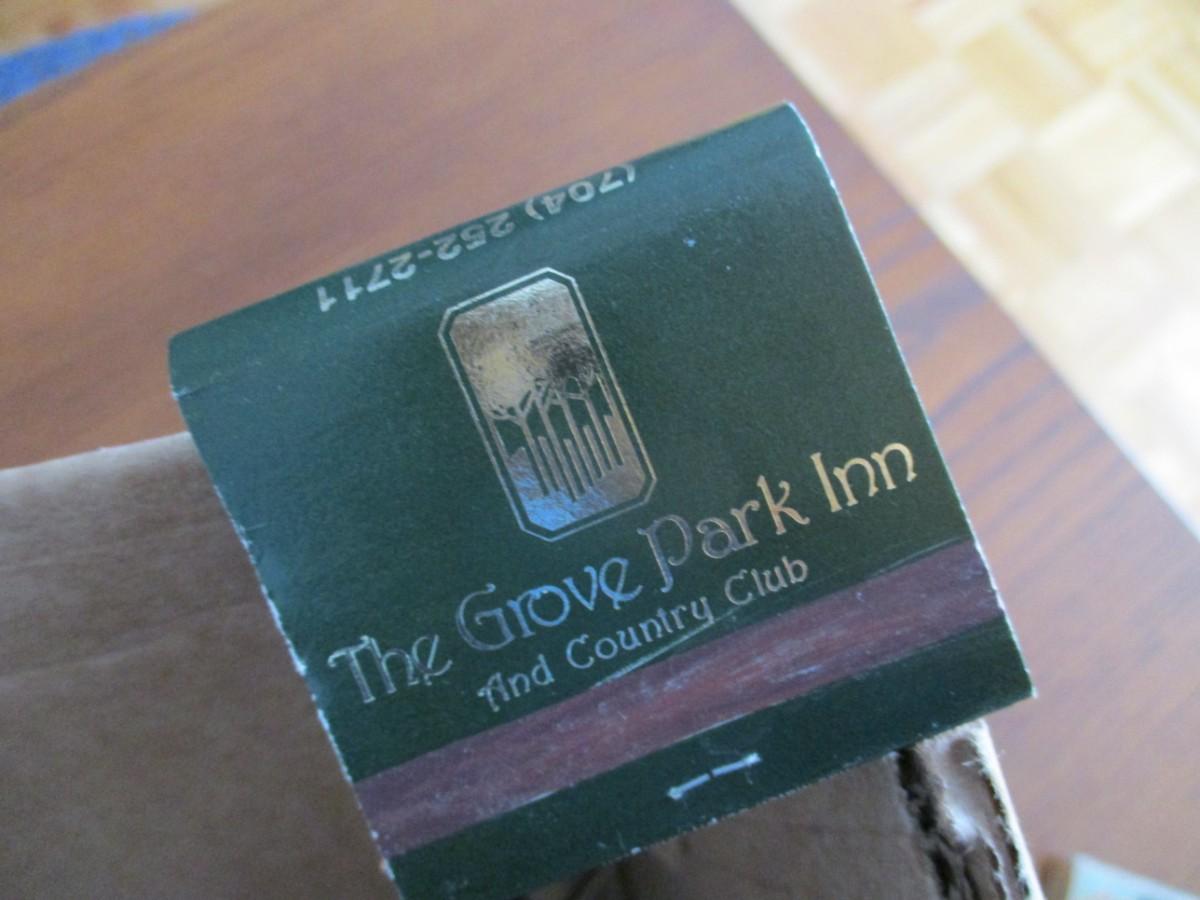 (704) 252-2711
The Grove Park Inn
And Country Club